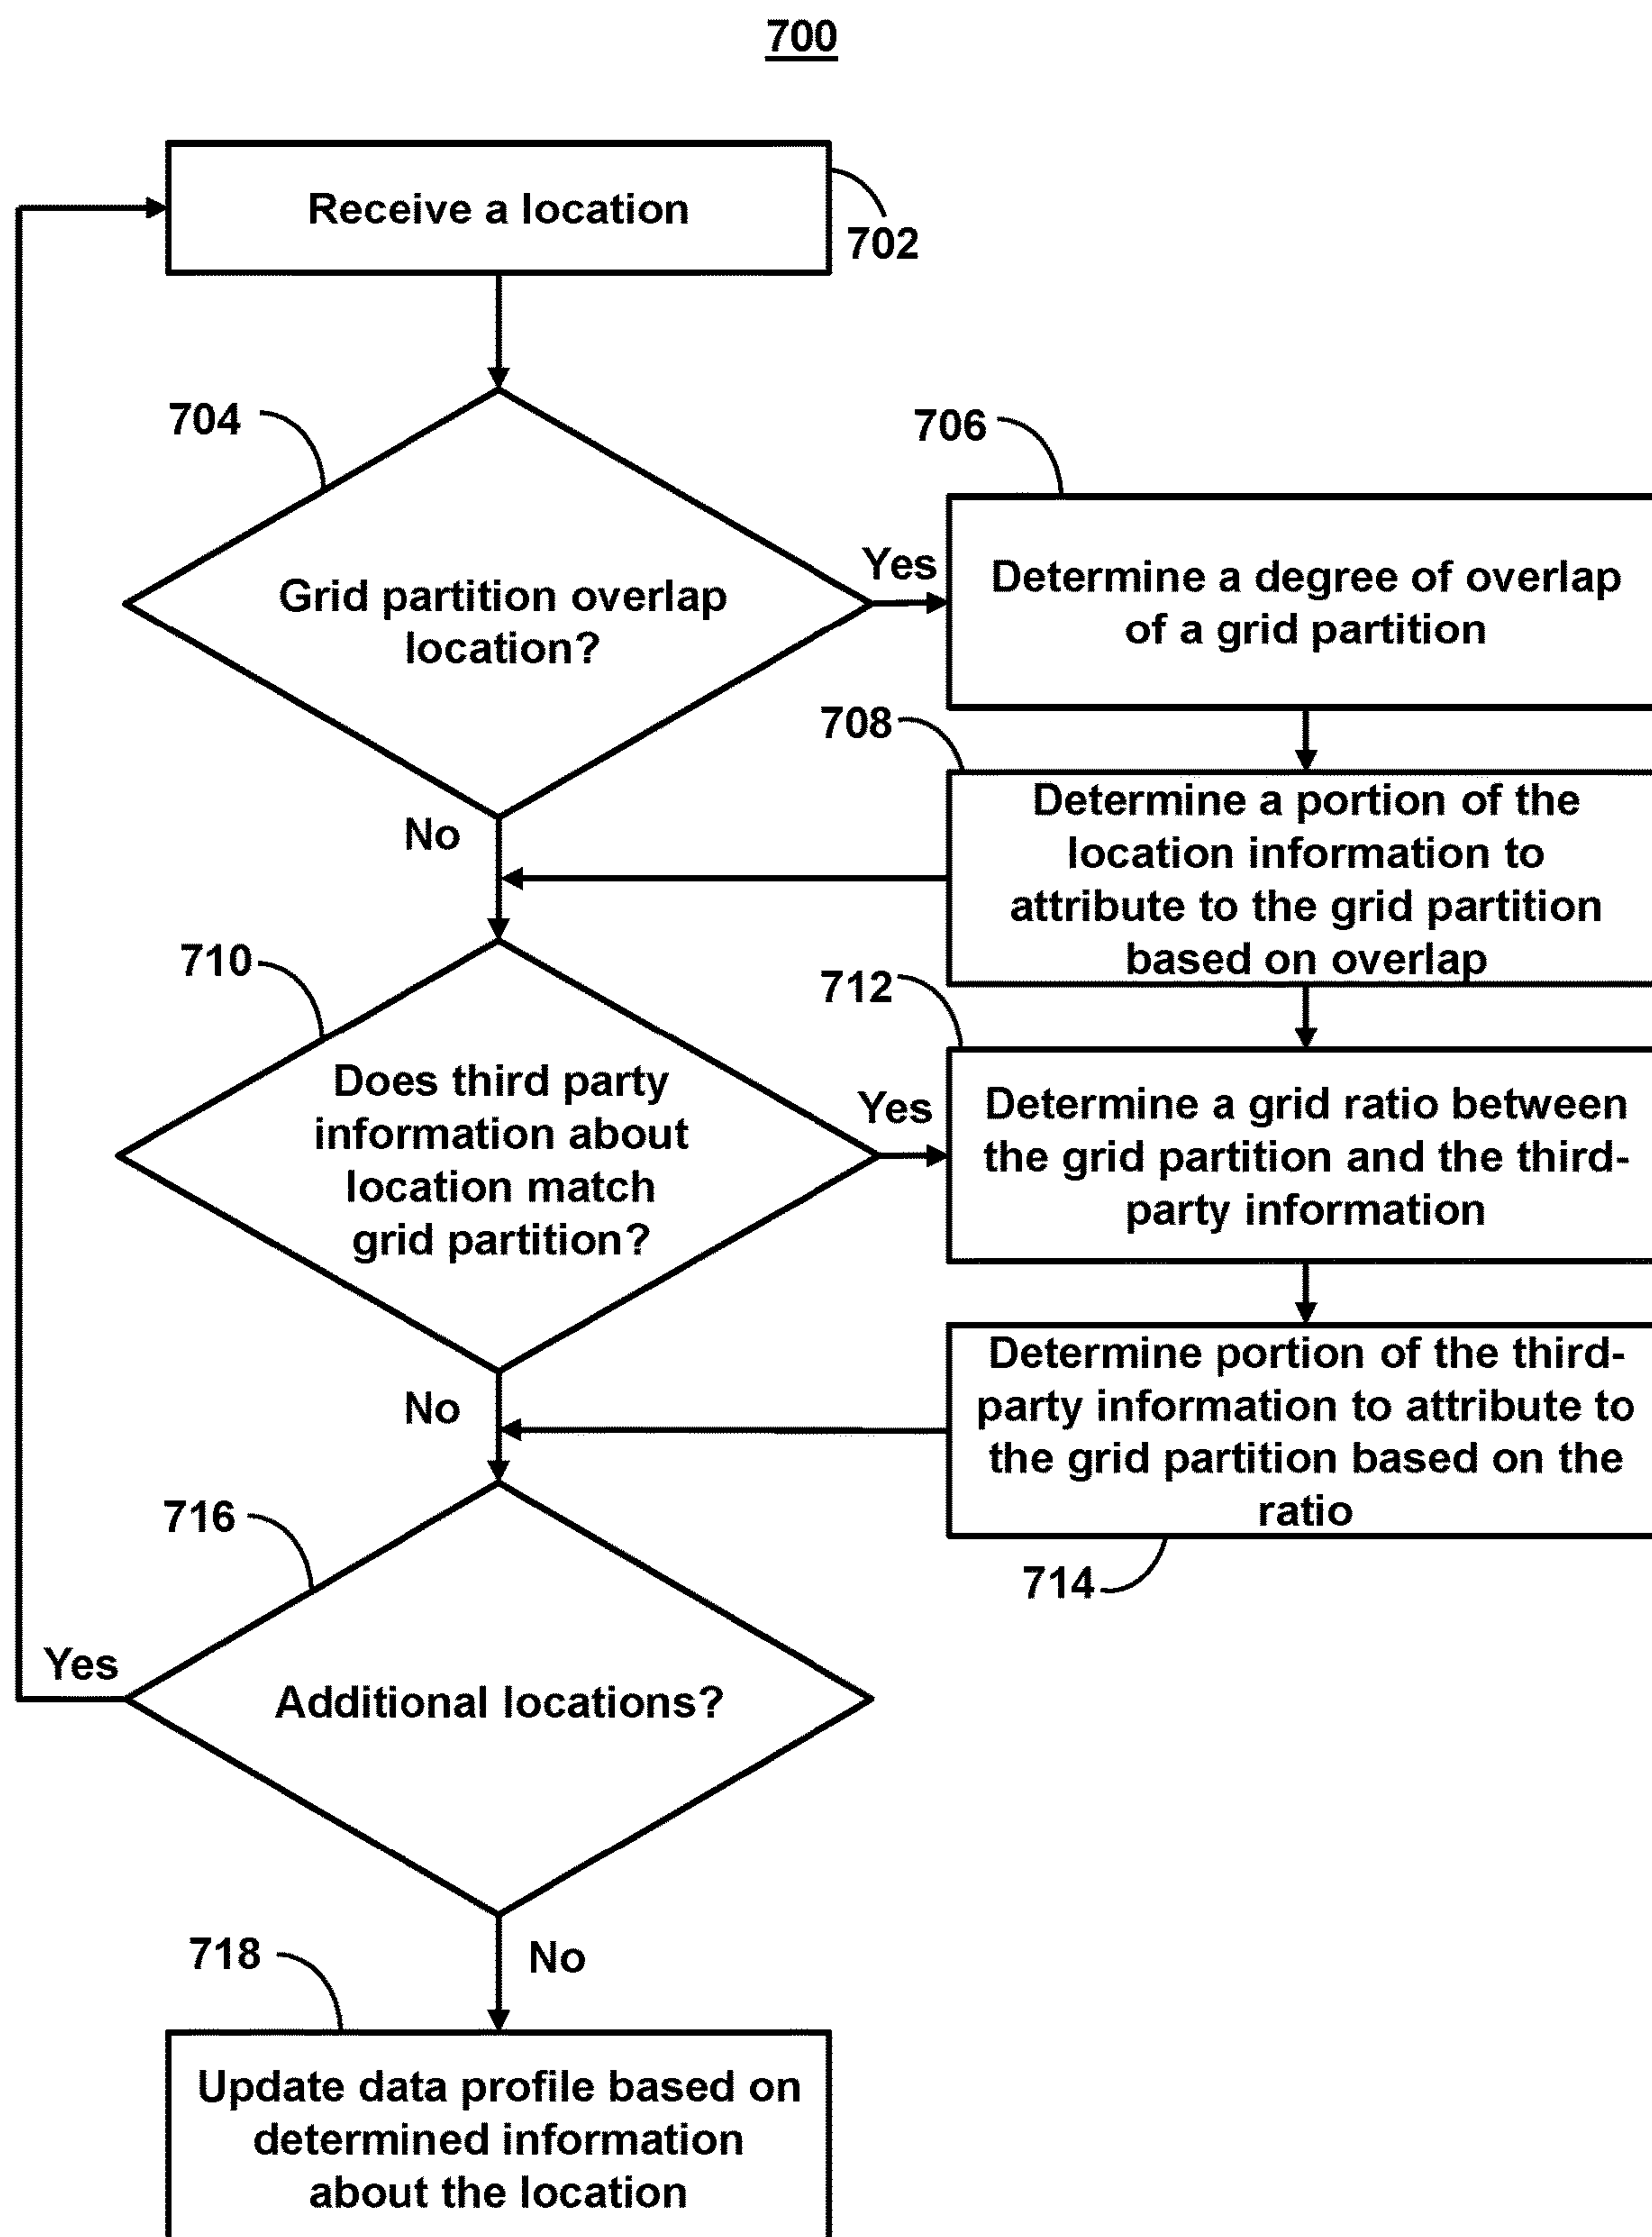 700
Receive a location
702
704
Grid partition overlap
location?
Yes
No
706
Determine a degree of overlap
of a grid partition
708
Determine a portion of the
location information to
attribute to the grid partition
based on overlap
710
Does third party
information about
location match
grid partition?
Yes
No
712
Determine a grid ratio between
the grid partition and the third-
party information
Determine portion of the third-
party information to attribute to
the grid partition based on the
ratio
714
716
Additional locations?
Yes
No
718
Update data profile based on
determined information
about the location